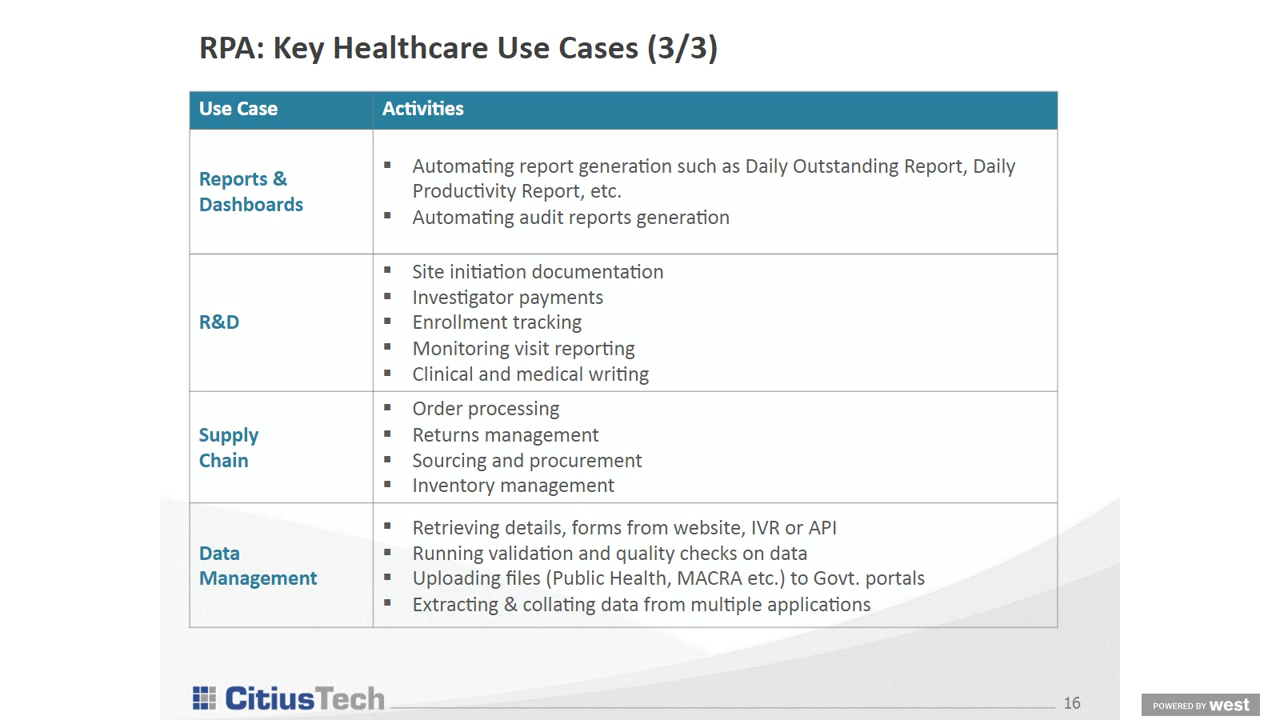 RPA: Key Healthcare Use Cases (3/3)
Use Case
Activities
Reports &
Dashboards
▪ Automating report generation such as Daily Outstanding Report, Daily
Productivity Report, etc.
▪ Automating audit reports generation
R&D
▪ Site initiation documentation
▪ Investigator payments
▪ Enrollment tracking
▪ Monitoring visit reporting
▪ Clinical and medical writing
Supply
Chain
▪ Order processing
▪ Returns management
▪ Sourcing and procurement
▪ Inventory management
Data
Management
▪ Retrieving details, forms from website, IVR or API
▪ Running validation and quality checks on data
▪ Uploading files (Public Health, MACRA etc.) to Govt. portals
▪ Extracting & collating data from multiple applications
CitiusTech
16
POWERED BY west